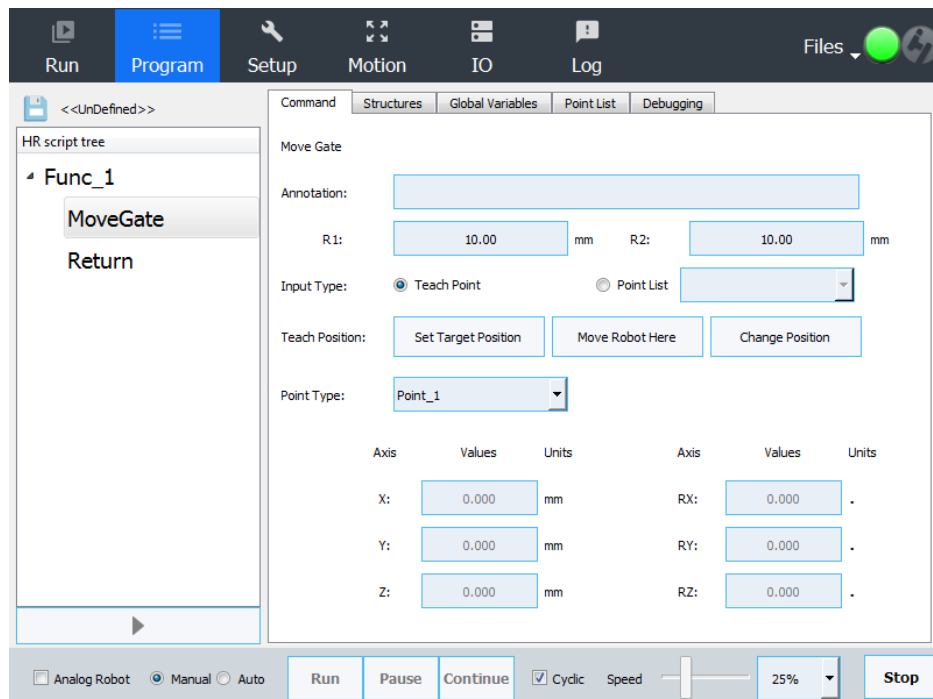 Run Program Setup Motion IO Log Files
<<UnDefined>>
Command Structures Global Variables Point List Debugging
HR script tree
Func_1
MoveGate
Return
Move Gate
Annotation:
R1: 10.00 mm R2: 10.00 mm
Input Type: Teach Point Point List
Teach Position: Set Target Position Move Robot Here Change Position
Point Type: Point_1
Axis Values Units Axis Values Units
X: 0.000 mm RX: 0.000 .
Y: 0.000 mm RY: 0.000 .
Z: 0.000 mm RZ: 0.000 .
Analog Robot Manual Auto Run Pause Continue Cyclic Speed 25% Stop